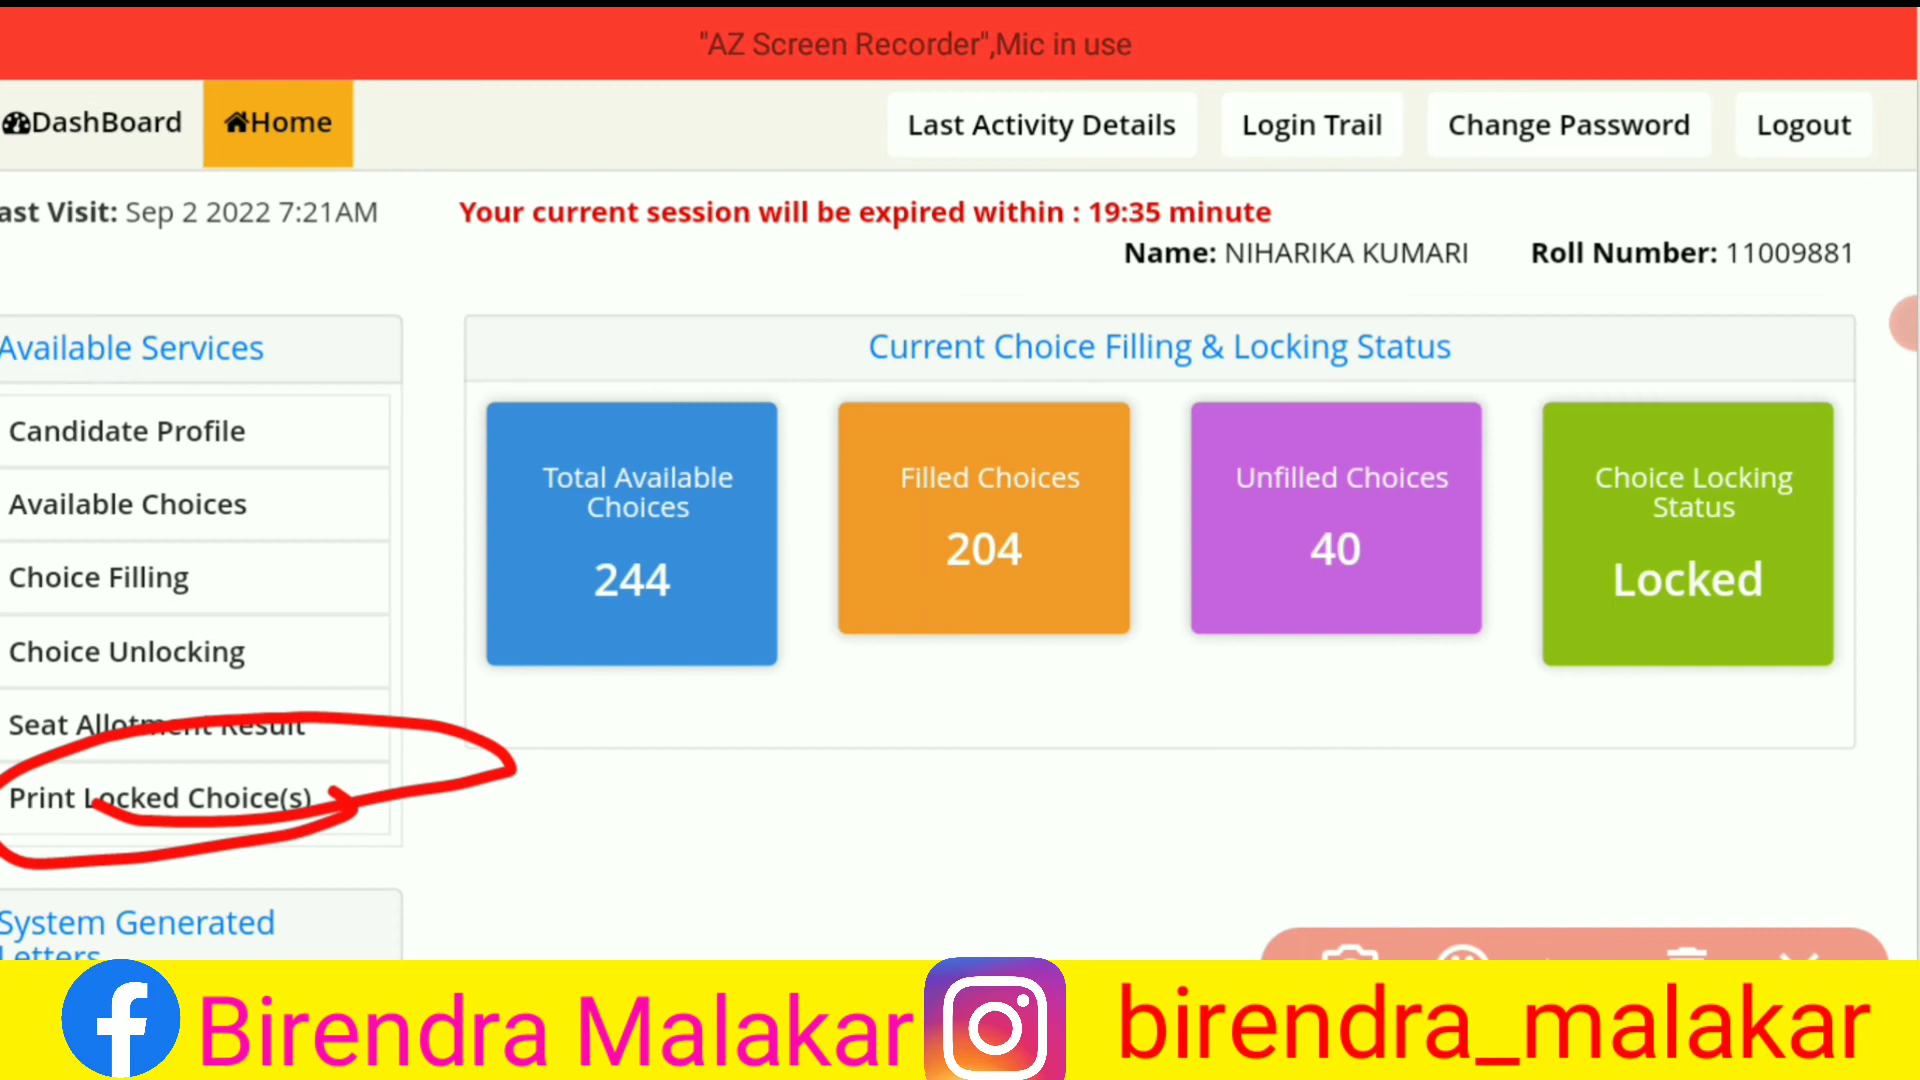 "AZ Screen Recorder",Mic in use
DashBoard Home Last Activity Details Login Trail Change Password Logout
ast Visit: Sep 2 2022 7:21AM Your current session will be expired within : 19:35 minute
Name: NIHARIKA KUMARI Roll Number: 11009881
Available Services
Candidate Profile
Available Choices
Choice Filling
Choice Unlocking
Seat Allotment Result
Print Locked Choice(s)
System Generated
Letters
Current Choice Filling & Locking Status
Total Available
Choices
244
Filled Choices
204
Unfilled Choices
40
Choice Locking
Status
Locked
Birendra Malakar birendra_malakar